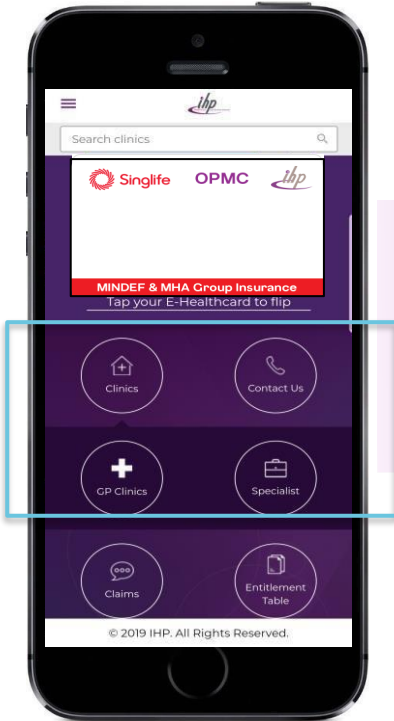 ihp
Search clinics
Singlife OPMC ihp
MINDEF & MHA Group Insurance
Tap your E-Healthcard to flip
Clinics Contact Us
GP Clinics Specialist
Claims Entitlement
Table
© 2019 IHP. All Rights Reserved.